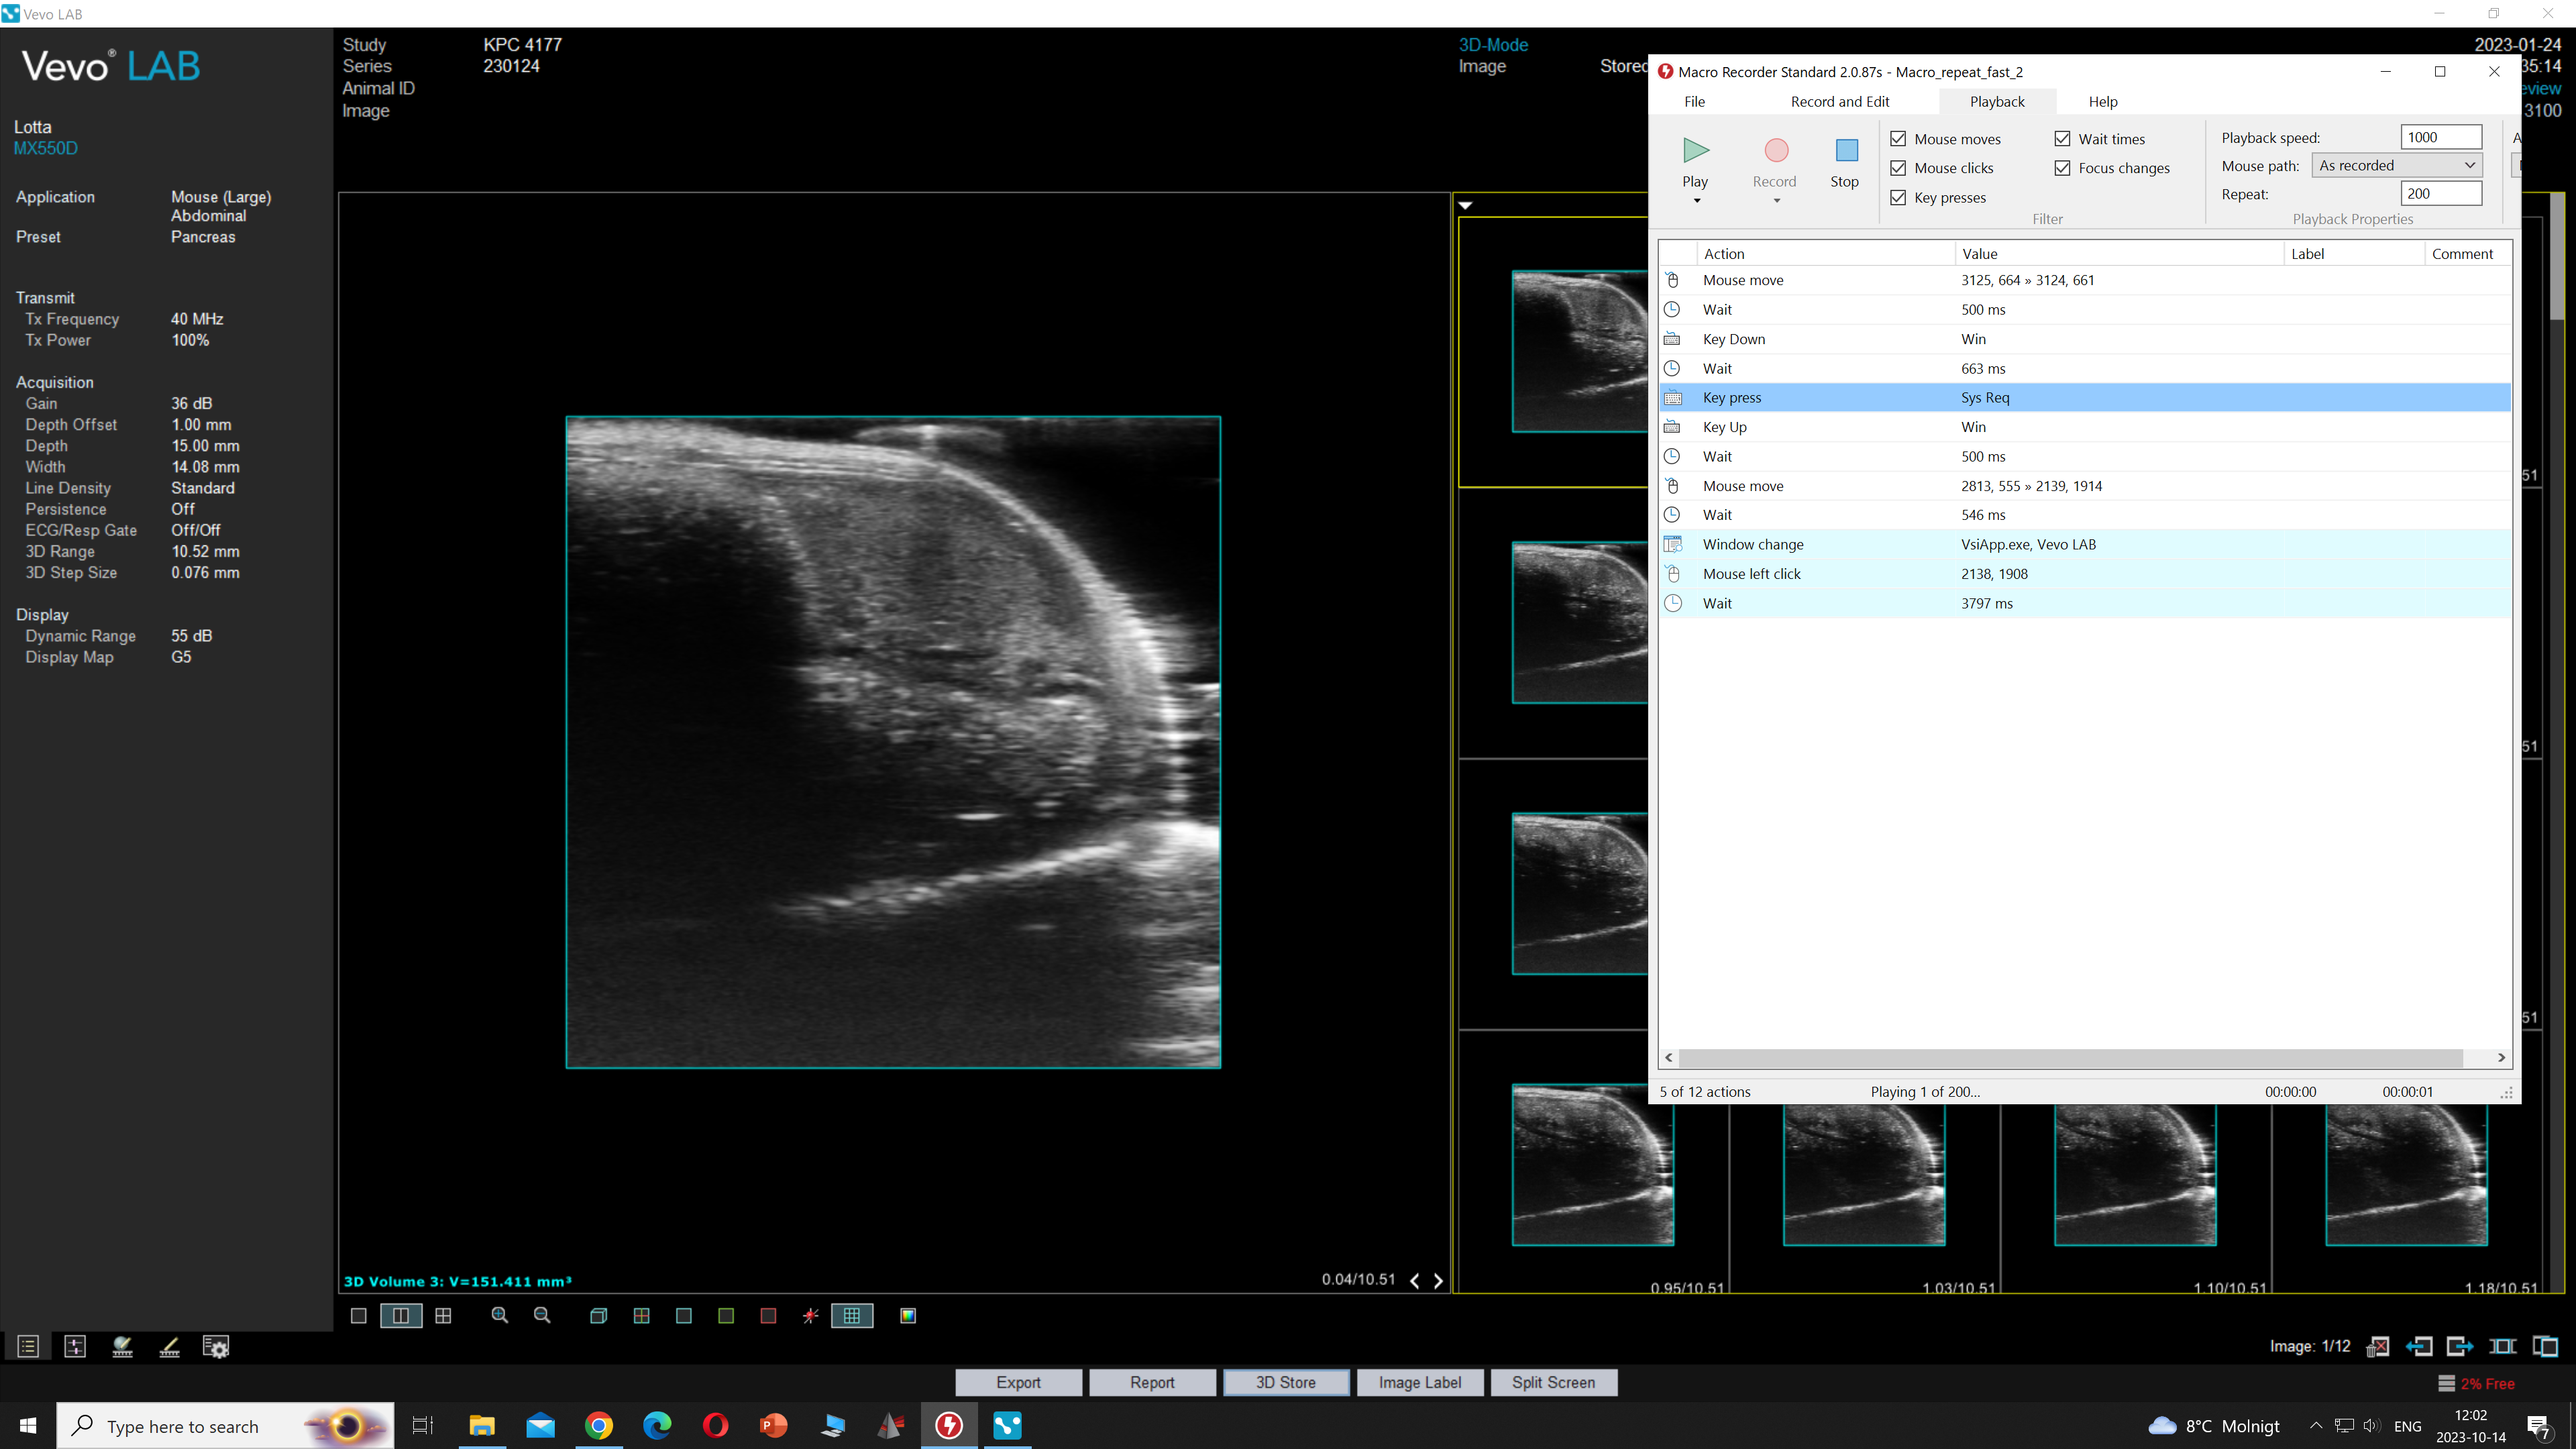 Vevo LAB
Vevo® LAB
Lotta
MX550D
Application Mouse (Large)
Abdominal
Preset Pancreas
Transmit
Tx Frequency 40 MHz
Tx Power 100%
Acquisition
Gain 36 dB
Depth Offset 1.00 mm
Depth 15.00 mm
Width 14.08 mm
Line Density Standard
Persistence Off
ECG/Resp Gate Off/Off
3D Range 10.52 mm
3D Step Size 0.076 mm
Display
Dynamic Range 55 dB
Display Map G5
Study KPC 4177
Series 230124
Animal ID
Image
3D-Mode
Image Stored
2023-01-24
35:14
eview
3100
Macro Recorder Standard 2.0.87s - Macro_repeat_fast_2
File Record and Edit Playback Help
Play Record Stop
Mouse moves Wait times
Mouse clicks Focus changes
Key presses
Filter
Playback speed: 1000
Mouse path: As recorded
Repeat: 200
Playback Properties
A
Action Value Label Comment
Mouse move 3125, 664 » 3124, 661
Wait 500 ms
Key Down Win
Wait 663 ms
Key press Sys Req
Key Up Win
Wait 500 ms
Mouse move 2813, 555 » 2139, 1914
Wait 546 ms
Window change VsiApp.exe, Vevo LAB
Mouse left click 2138, 1908
Wait 3797 ms
5 of 12 actions Playing 1 of 200... 00:00:00 00:00:01
51
51
51
0.95/10.51 1.03/10.51 1.10/10.51 1.18/10.51
3D Volume 3: V=151.411 mm³ 0.04/10.51
Image: 1/12
Export Report 3D Store Image Label Split Screen
2% Free
Type here to search
8°C Molnigt ENG 12:02
2023-10-14
7